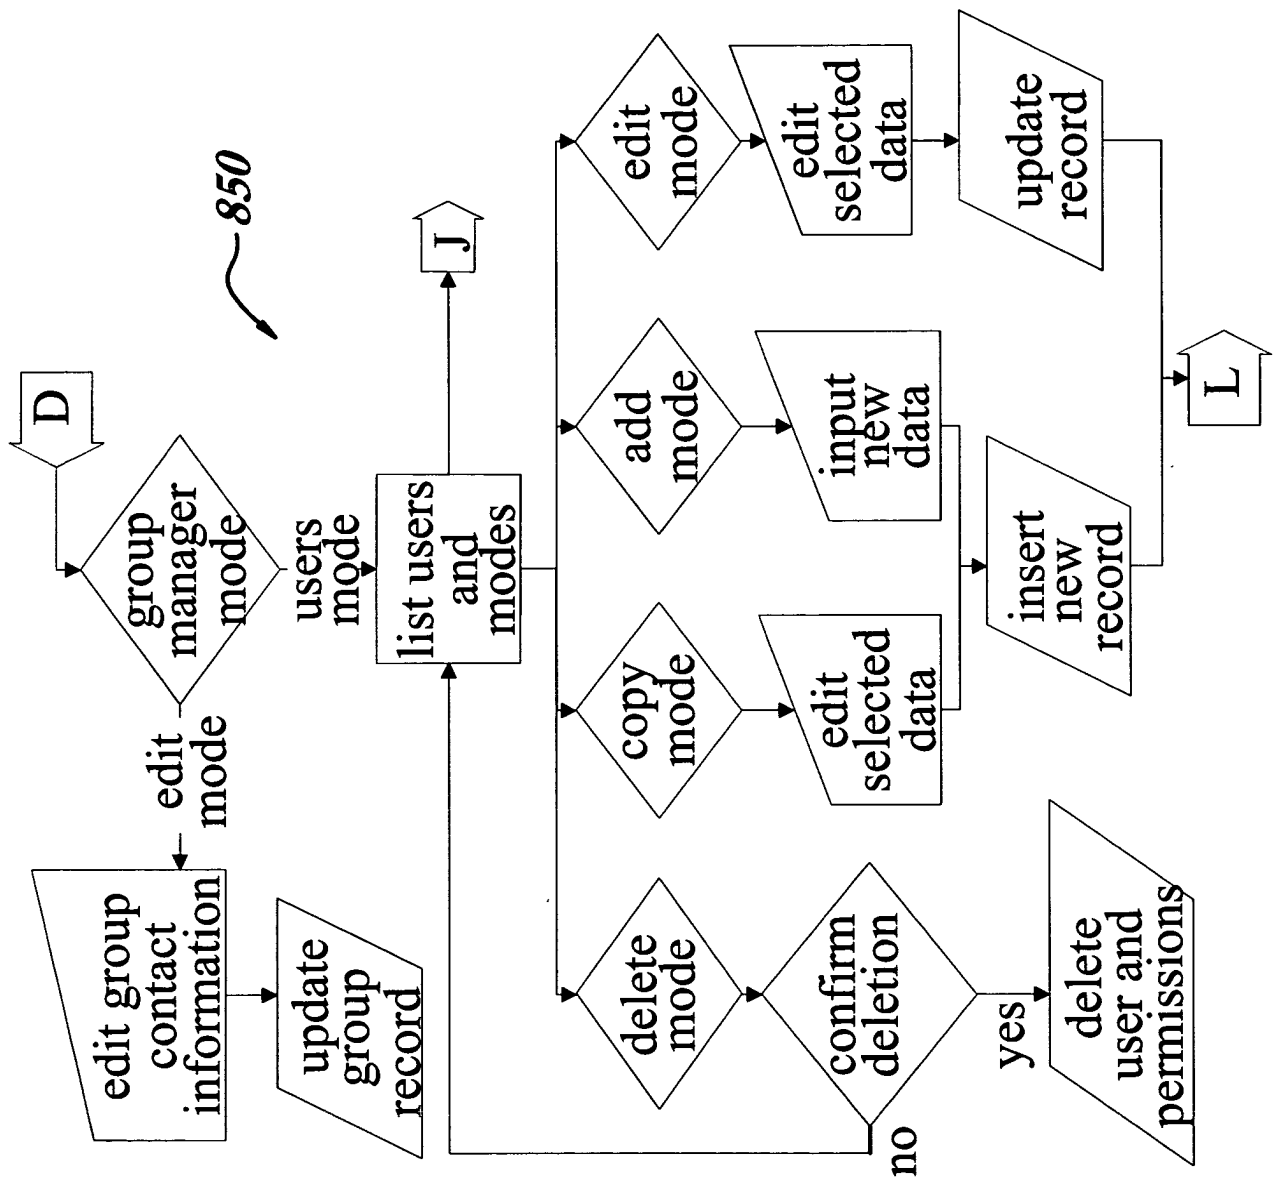 850
D
group
manager
mode
edit
mode
users
mode
edit group
contact
information
update
group
record
list users
and
modes
J
delete
mode
copy
mode
add
mode
edit
mode
confirm
deletion
no
yes
edit
selected
data
input
new
data
edit
selected
data
delete
user and
permissions
insert
new
record
update
record
L